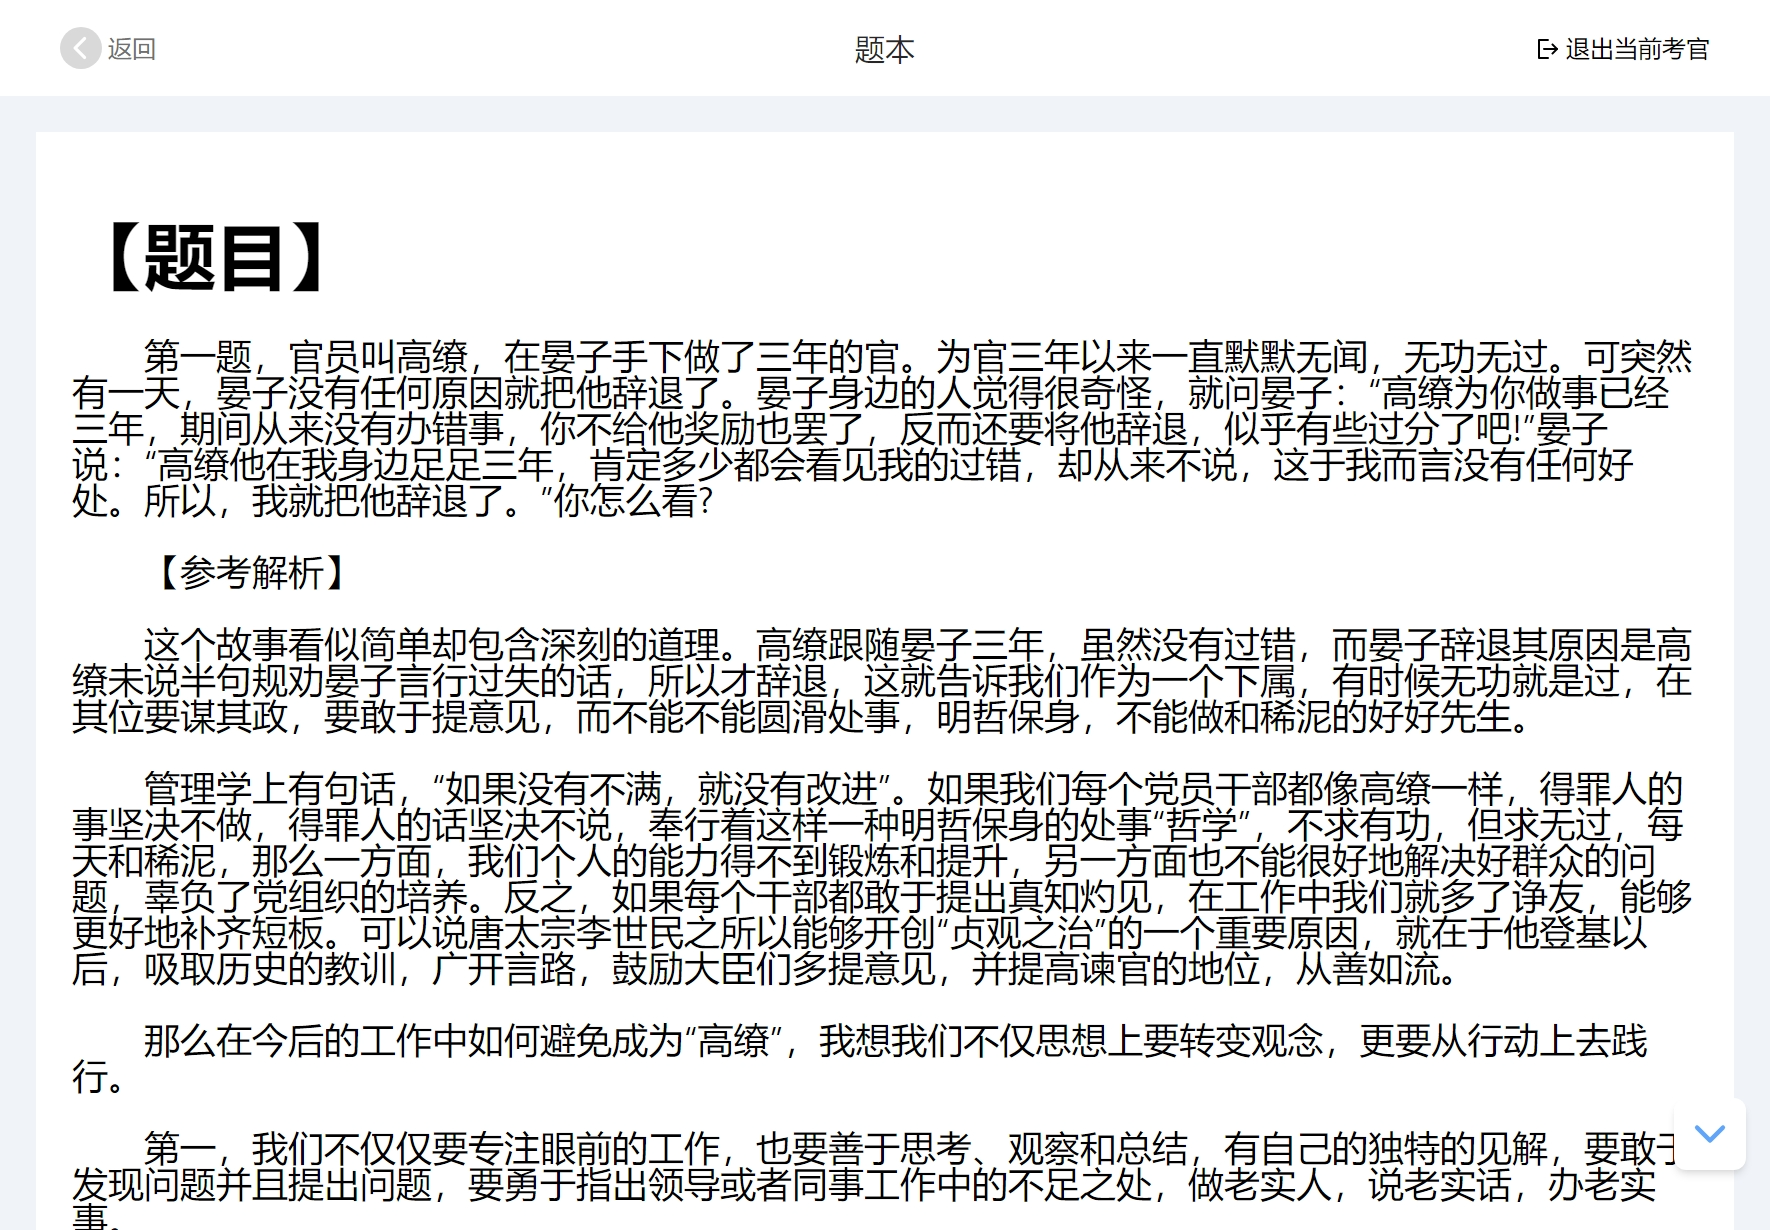 返回
题本
退出当前考官
【题目】
第一题，官员叫高缭，在晏子手下做了三年的官。为官三年以来一直默默无闻，无功无过。可突然
有一天，晏子没有任何原因就把他辞退了。晏子身边的人觉得很奇怪，就问晏子：“高缭为你做事已经
三年，期间从来没有办错事，你不给他奖励也罢了，反而还要将他辞退，似乎有些过分了吧!”晏子
说：“高缭他在我身边足足三年，肯定多少都会看见我的过错，却从来不说，这于我而言没有任何好
处。所以，我就把他辞退了。”你怎么看?
【参考解析】
这个故事看似简单却包含深刻的道理。高缭跟随晏子三年，虽然没有过错，而晏子辞退其原因是高
缭未说半句规劝晏子言行过失的话，所以才辞退，这就告诉我们作为一个下属，有时候无功就是过，在
其位要谋其政，要敢于提意见，而不能不能圆滑处事，明哲保身，不能做和稀泥的好好先生。
管理学上有句话，“如果没有不满，就没有改进”。如果我们每个党员干部都像高缭一样，得罪人的
事坚决不做，得罪人的话坚决不说，奉行着这样一种明哲保身的处事“哲学”，不求有功，但求无过，每
天和稀泥，那么一方面，我们个人的能力得不到锻炼和提升，另一方面也不能很好地解决好群众的问
题，辜负了党组织的培养。反之，如果每个干部都敢于提出真知灼见，在工作中我们就多了诤友，能够
更好地补齐短板。可以说唐太宗李世民之所以能够开创“贞观之治”的一个重要原因，就在于他登基以
后，吸取历史的教训，广开言路，鼓励大臣们多提意见，并提高谏官的地位，从善如流。
那么在今后的工作中如何避免成为“高缭”，我想我们不仅思想上要转变观念，更要从行动上去践
行。
第一，我们不仅仅要专注眼前的工作，也要善于思考、观察和总结，有自己的独特的见解，要敢于
发现问题并且提出问题，要勇于指出领导或者同事工作中的不足之处，做老实人，说老实话，办老实
事。